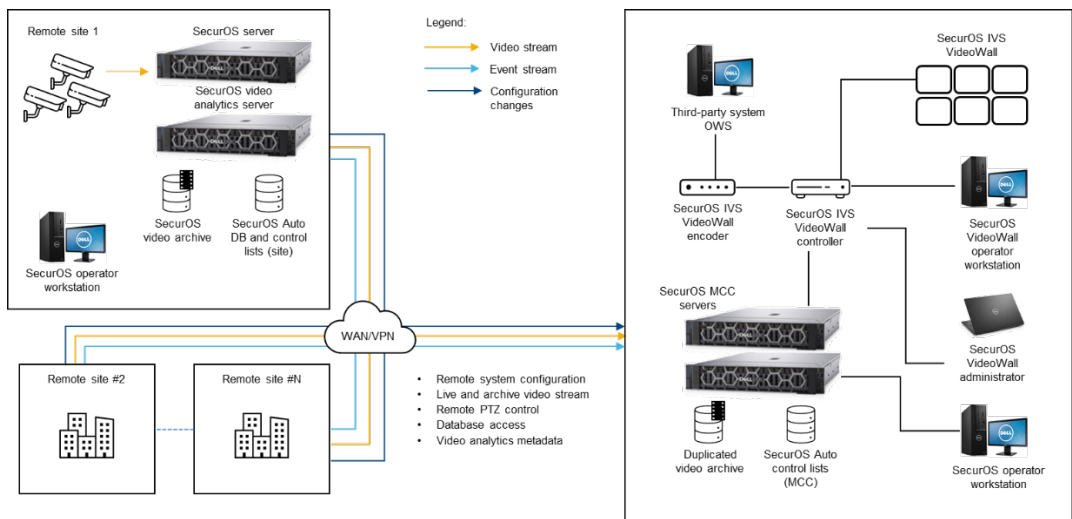 Remote site 1
SecurOS server
SecurOS video
analytics server
SecurOS
video archive
SecurOS Auto
DB and control
lists (site)
SecurOS operator
workstation
Legend:
Video stream
Event stream
Configuration
changes
WAN/VPN
Remote site #2
Remote site #N
• Remote system configuration
• Live and archive video stream
• Remote PTZ control
• Database access
• Video analytics metadata
SecurOS IVS
VideoWall
Third-party system
OWS
SecurOS IVS
VideoWall
encoder
SecurOS IVS
VideoWall
controller
SecurOS
VideoWall
operator
workstation
SecurOS MCC
servers
SecurOS
VideoWall
administrator
Duplicated
video archive
SecurOS Auto
control lists
(MCC)
SecurOS operator
workstation